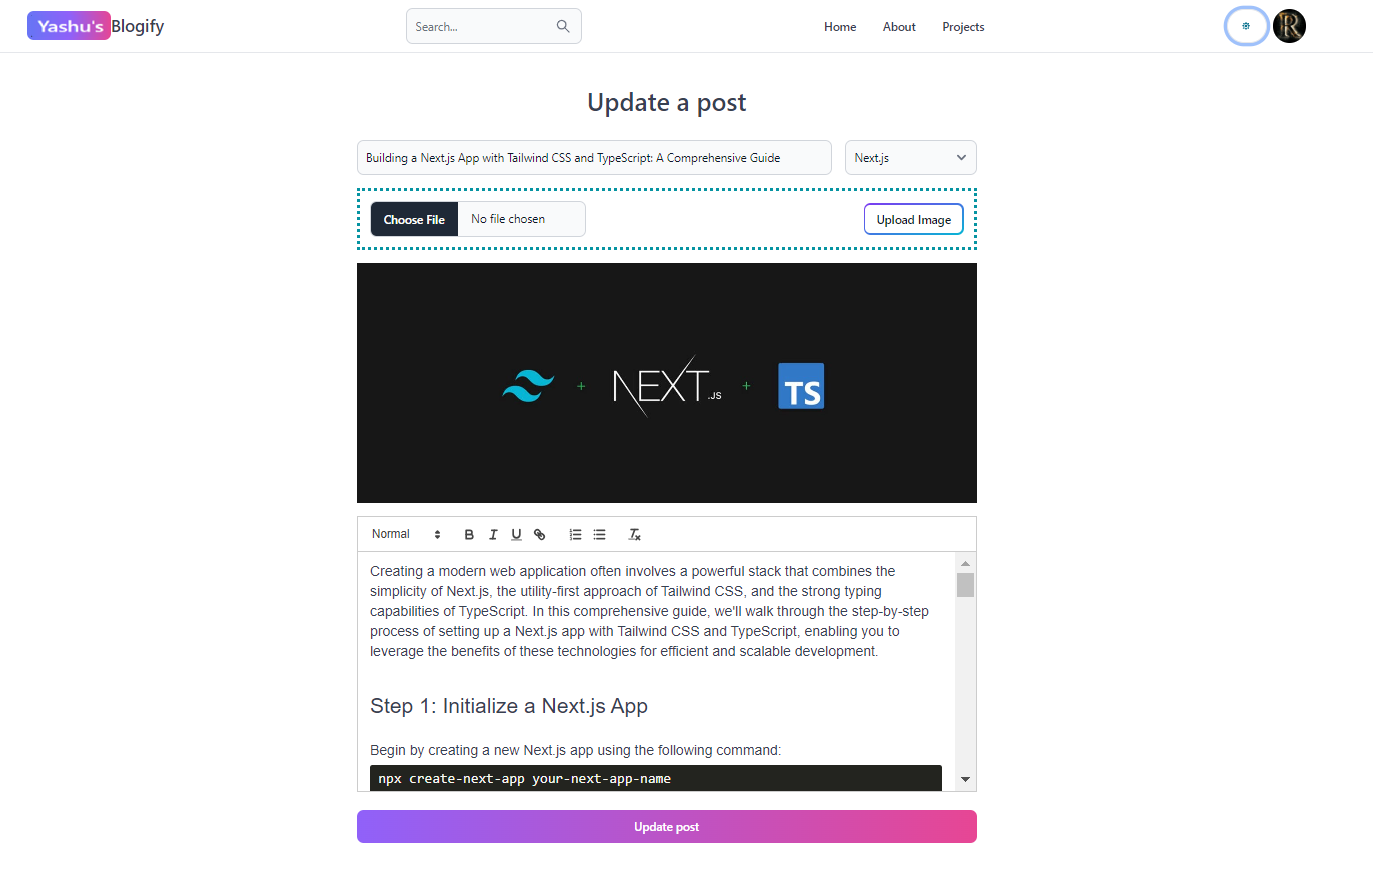 Yashu's Blogify
Search...
Home
About
Projects
R
Update a post
Building a Next.js App with Tailwind CSS and TypeScript: A Comprehensive Guide
Next.js
Choose File
No file chosen
Upload Image
+
NEXT.JS
+
TS
Normal
B
I
U
Creating a modern web application often involves a powerful stack that combines the
simplicity of Next.js, the utility-first approach of Tailwind CSS, and the strong typing
capabilities of TypeScript. In this comprehensive guide, we'll walk through the step-by-step
process of setting up a Next.js app with Tailwind CSS and TypeScript, enabling you to
leverage the benefits of these technologies for efficient and scalable development.
Step 1: Initialize a Next.js App
Begin by creating a new Next.js app using the following command:
npx create-next-app your-next-app-name
Update post